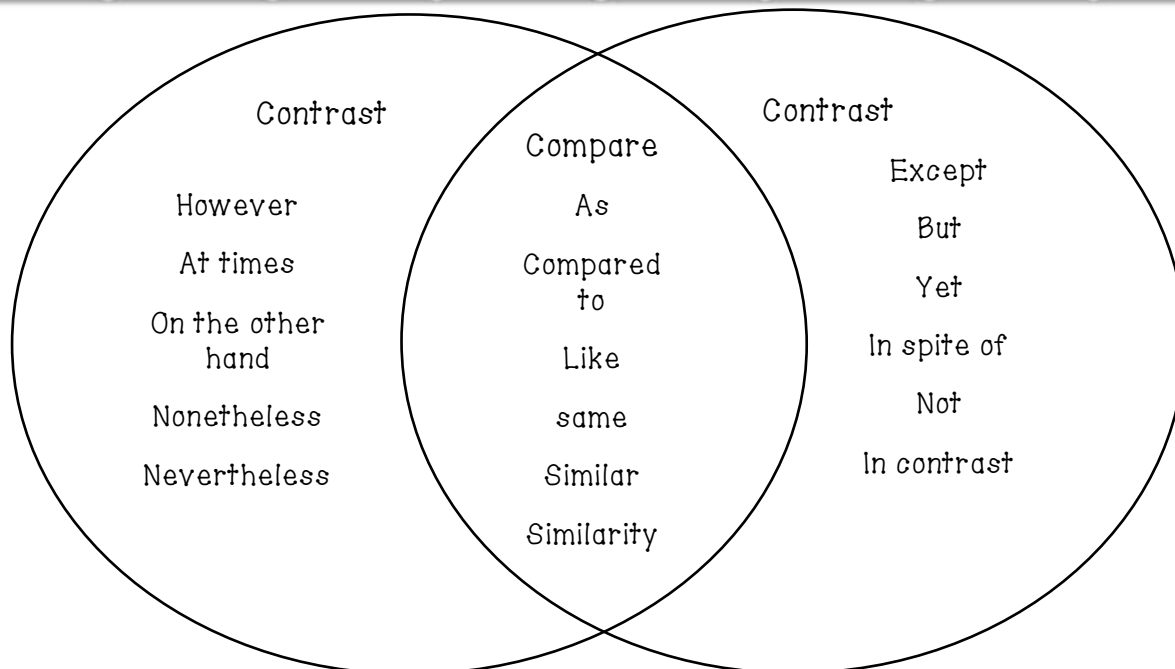 Contrast
However
At times
On the other
hand
Nonetheless
Nevertheless
Compare
As
Compared
to
Like
same
Similar
Similarity
Contrast
Except
But
Yet
In spite of
Not
In contrast